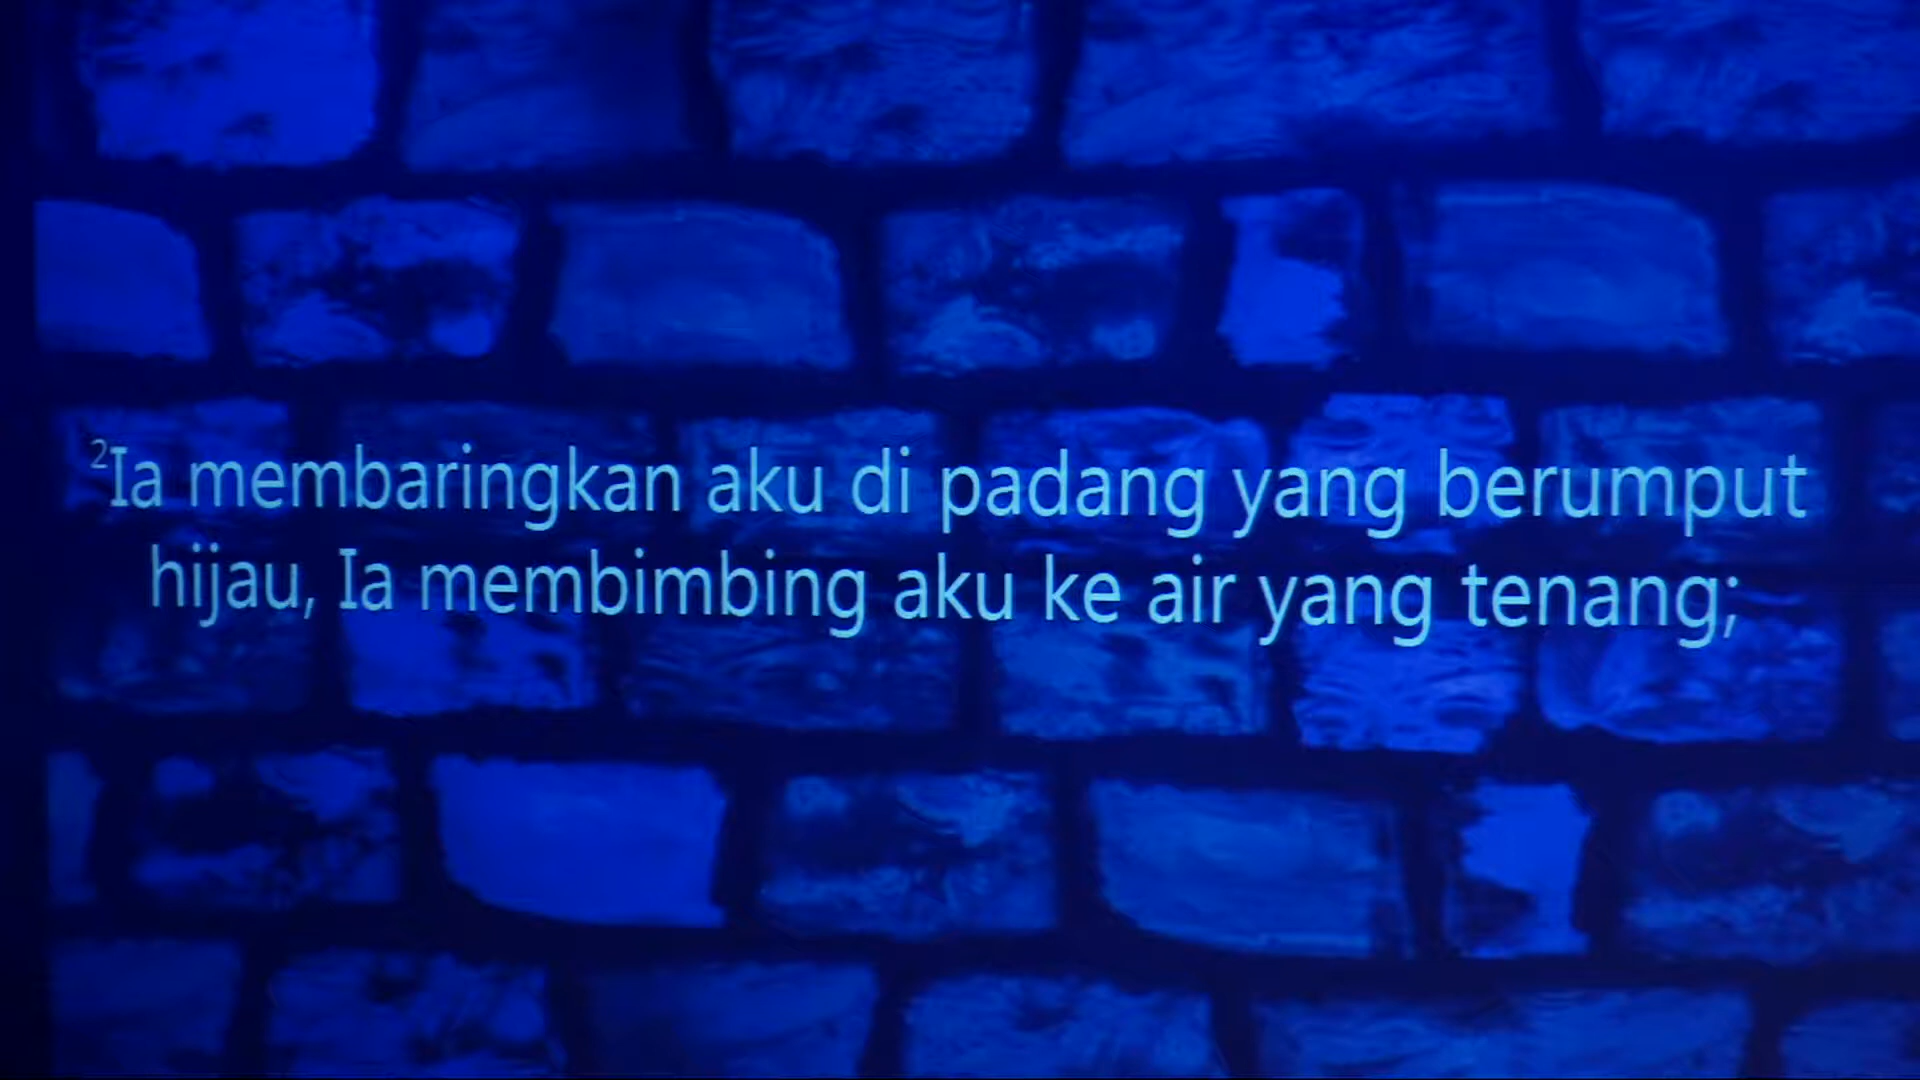 ²Ia membaringkan aku di padang yang berumput
hijau, Ia membimbing aku ke air yang tenang;